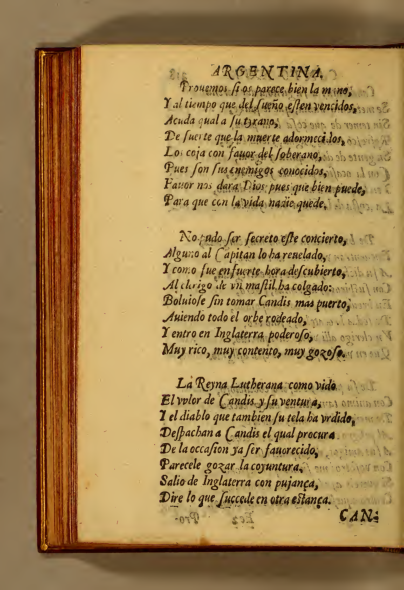 ARGENTINA.
Prouemos si os parece bien la mano,
Y al tiempo que del sueño esten vencidos,
Acuda qual a su tyrano,
De suerte que la muerte adormecidos,
Los coja con fauor del soberano,
Pues son sus enemigos conocidos,
Fauor nos dara Dios pues que bien puede,
Para que con la vida nadie quede,
No pudo ser secreto este concierto,
Alguno al Capitan lo ha reuelado,
Y como fue en fuerte hora descubierto,
Al clerigo de vn mastil ha colgado:
Boluiose sin tomar Candis mas puerto,
Auiendo todo el orbe rodeado,
Y entro en Inglaterra poderoso,
Muy rico, muy contento, muy gozoso.
La Reyna Lutherana como vido
El valor de Candis y su ventura,
Y el diablo que tambien su tela ha vrdido,
Despachan a Candis el qual procura
De la occasion ya ser fauorecido,
Parecele gozar la coyuntura,
Salio de Inglaterra con pujança,
Dire lo que succede en otra estança.
CAN-